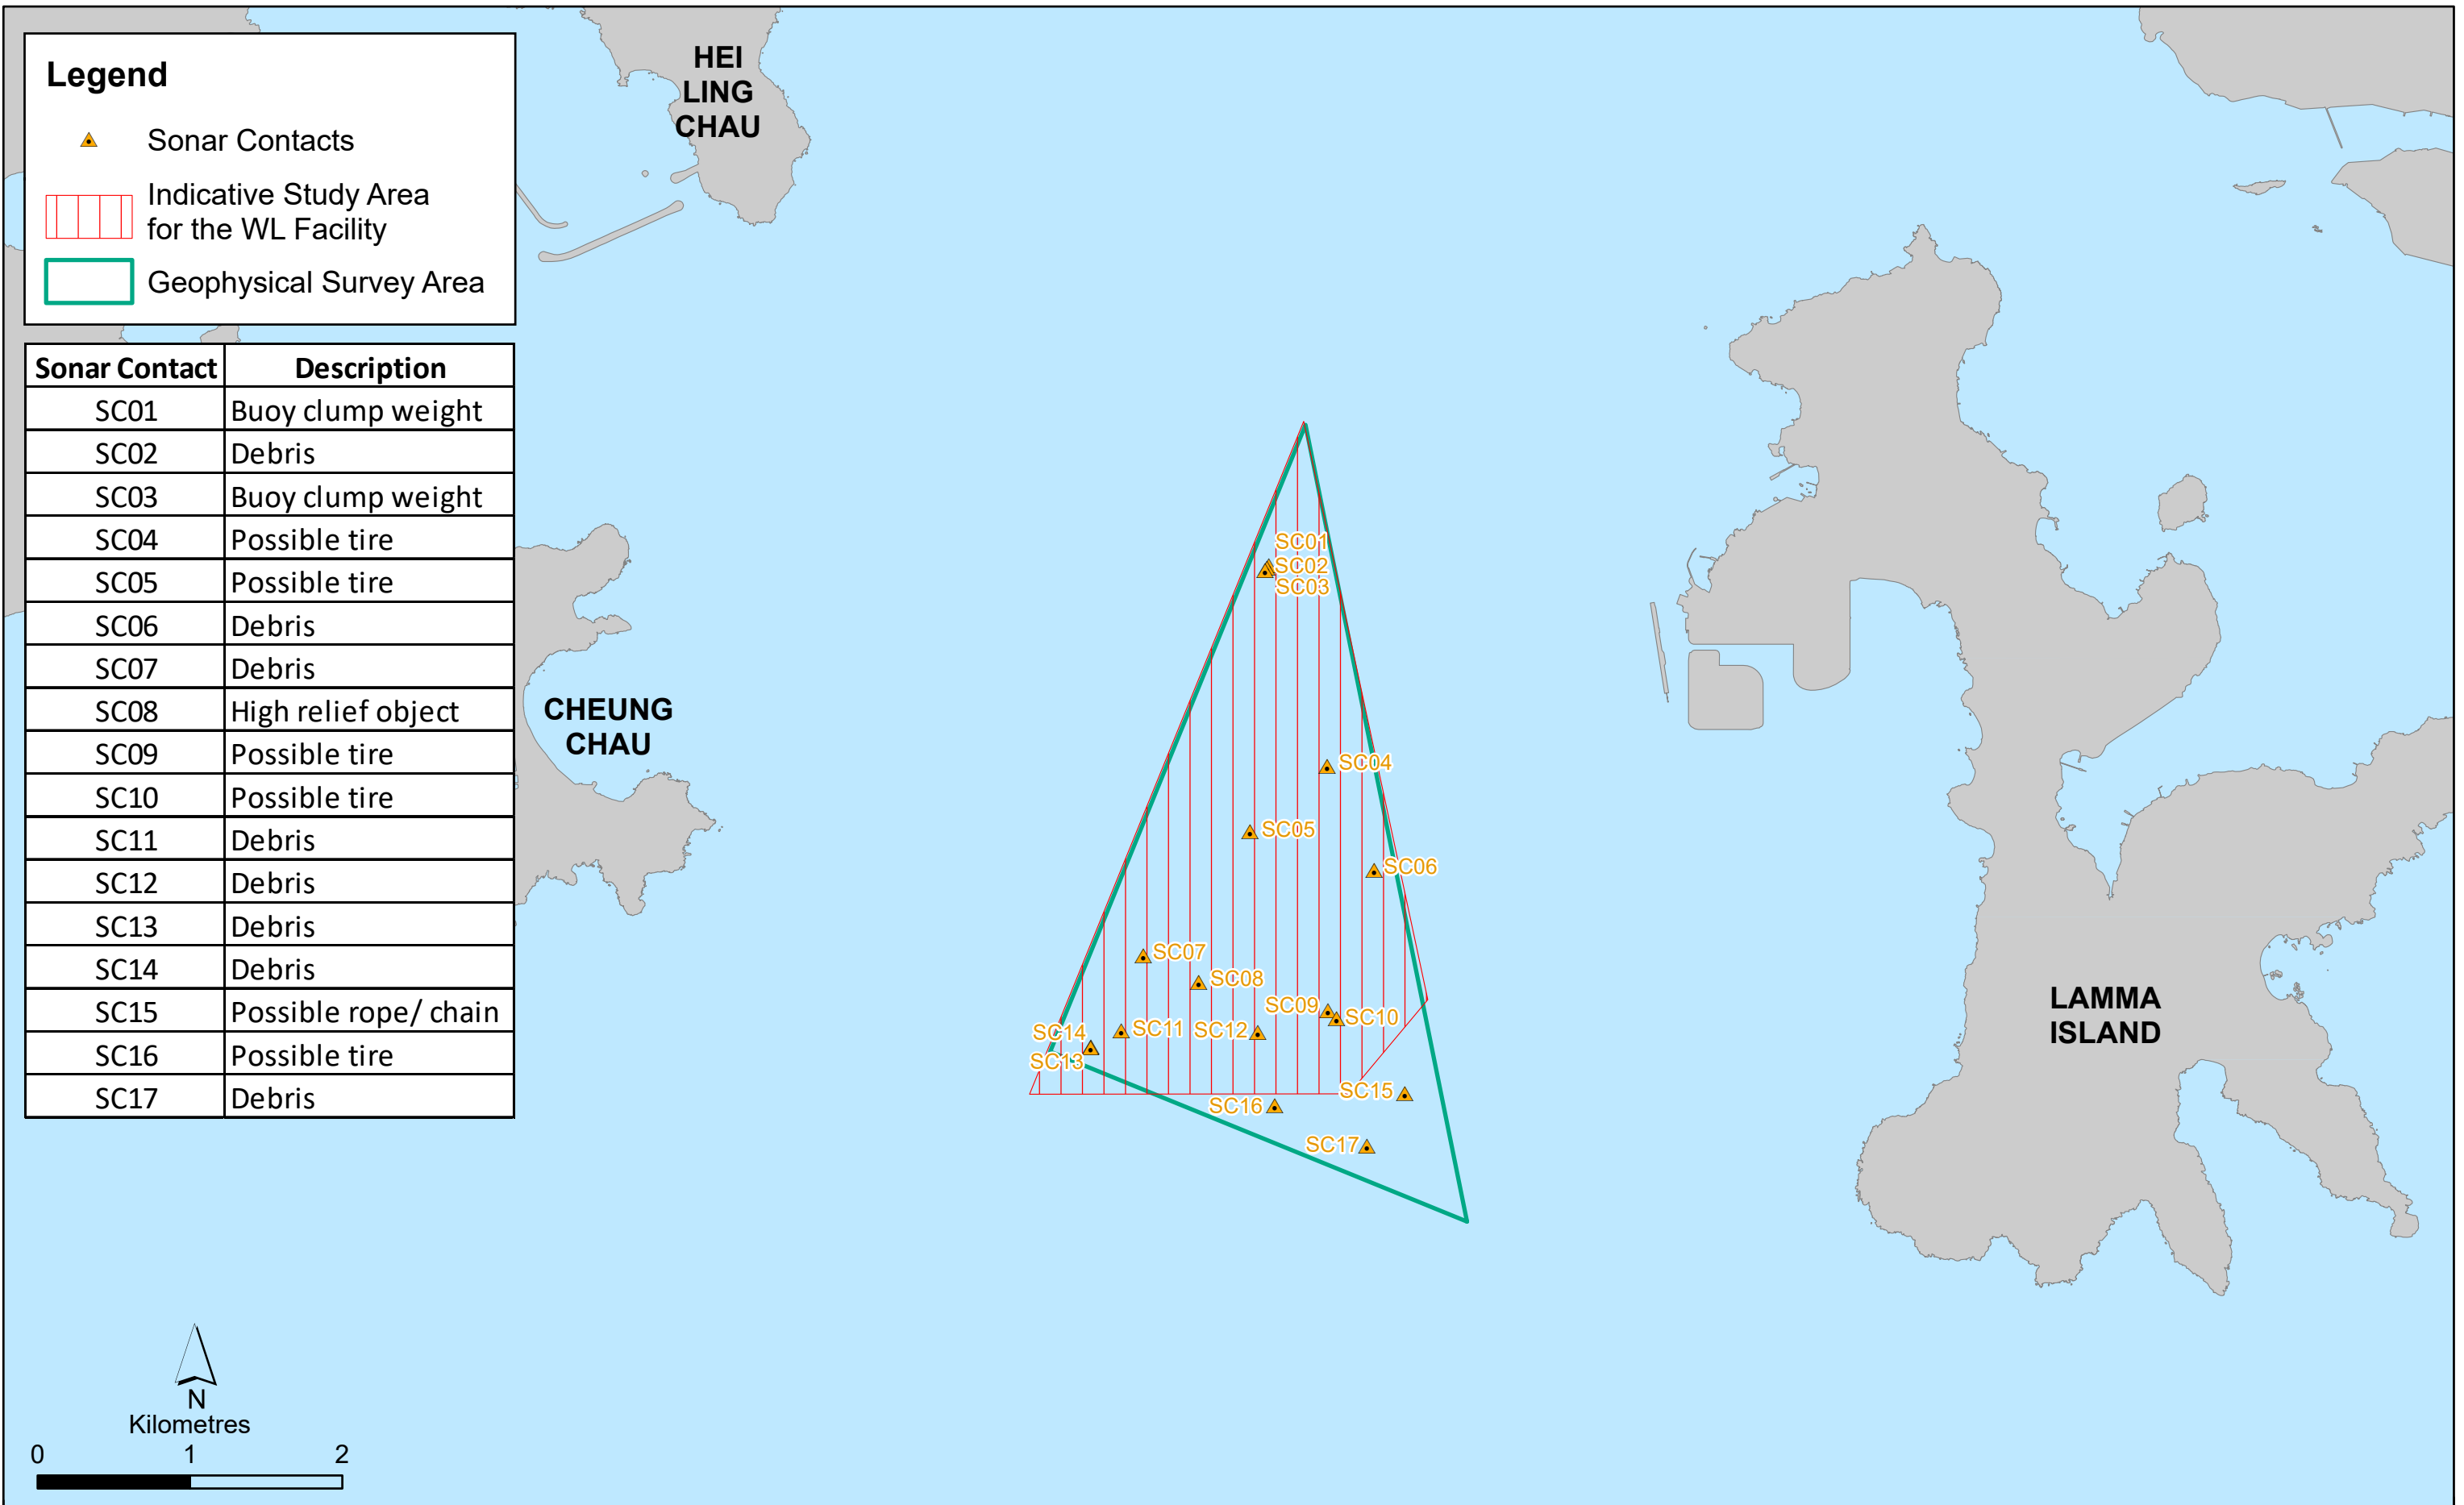 Legend
Sonar Contacts
Indicative Study Area
for the WL Facility
Geophysical Survey Area
Sonar Contact Description
SC01 Buoy clump weight
SC02 Debris
SC03 Buoy clump weight
SC04 Possible tire
SC05 Possible tire
SC06 Debris
SC07 Debris
SC08 High relief object
SC09 Possible tire
SC10 Possible tire
SC11 Debris
SC12 Debris
SC13 Debris
SC14 Debris
SC15 Possible rope/ chain
SC16 Possible tire
SC17 Debris
HEI
LING
CHAU
CHEUNG
CHAU
LAMMA
ISLAND
SC01
SC02
SC03
SC04
SC05
SC06
SC07
SC08
SC09
SC10
SC11
SC12
SC14
SC13
SC15
SC16
SC17
N
Kilometres
0 1 2